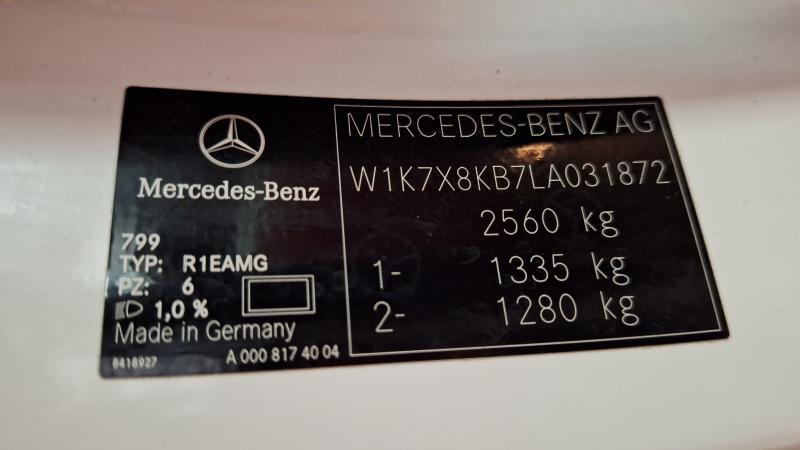 Mercedes-Benz
799
TYP: R1EAMG
PZ: 6
1,0 %
Made in Germany
8418927
A 000 817 40 04
MERCEDES-BENZ AG
W1K7X8KB7LA031872
2560 kg
1- 1335 kg
2- 1280 kg